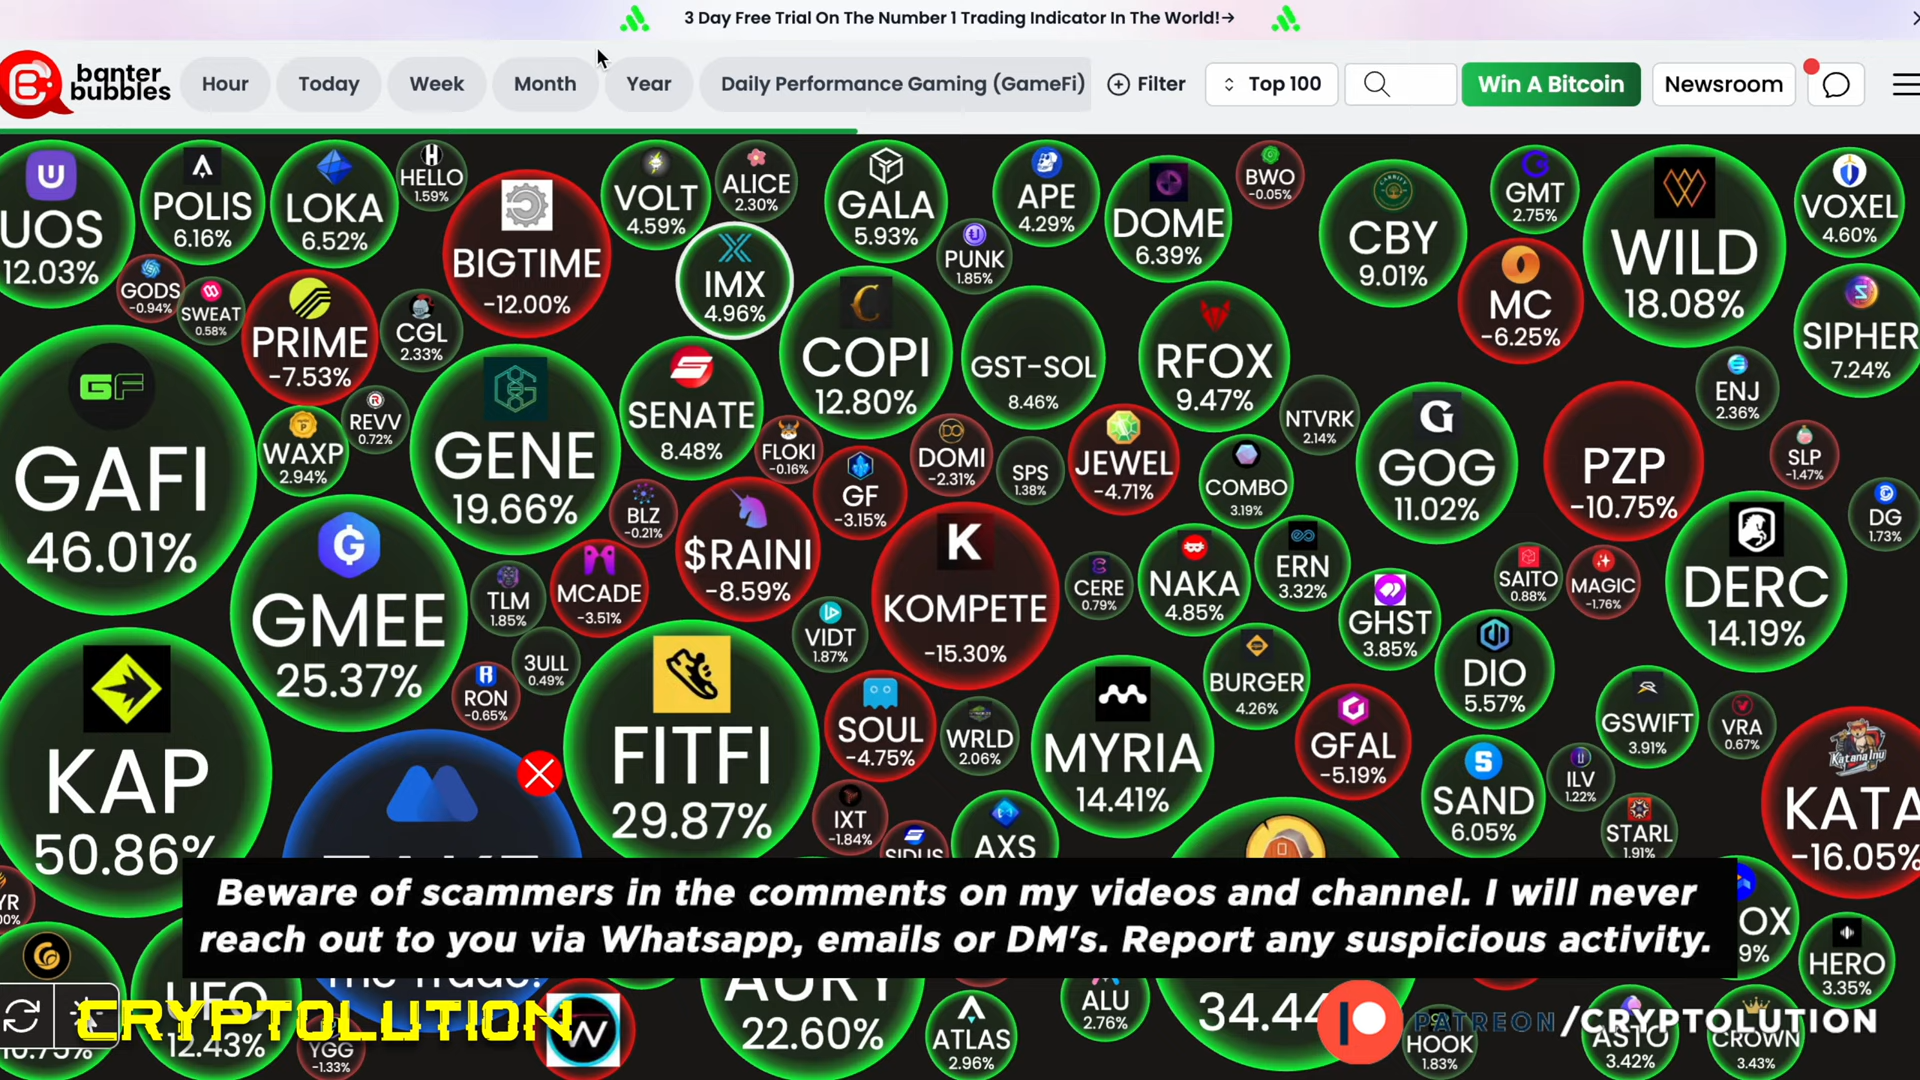 3 Day Free Trial On The Number 1 Trading Indicator In The World!→
banter
bubbles
Hour
Today
Week
Month
Year
Daily Performance Gaming (GameFi)
Filter
Top 100
Win A Bitcoin
Newsroom
UOS
12.03%
POLIS
6.16%
LOKA
6.52%
HELLO
1.59%
BIGTIME
-12.00%
VOLT
4.59%
ALICE
2.30%
GALA
5.93%
APE
4.29%
DOME
6.39%
BWO
-0.05%
CBY
9.01%
GMT
2.75%
WILD
18.08%
VOXEL
4.60%
GODS
-0.94%
SWEAT
0.58%
PRIME
-7.53%
CGL
2.33%
IMX
4.96%
PUNK
1.85%
MC
-6.25%
SIPHER
7.24%
GAFI
46.01%
WAXP
2.94%
REVV
0.72%
GENE
19.66%
SENATE
8.48%
COPI
12.80%
GST-SOL
8.46%
RFOX
9.47%
NTVRK
2.14%
GOG
11.02%
PZP
-10.75%
ENJ
2.36%
SLP
-1.47%
DG
1.73%
FLOKI
-0.16%
GF
-3.15%
DOMI
-2.31%
SPS
1.38%
JEWEL
-4.71%
COMBO
3.19%
BLZ
-0.21%
$RAINI
-8.59%
KOMPETE
-15.30%
CERE
0.79%
NAKA
4.85%
ERN
3.32%
GHST
3.85%
SAITO
0.88%
MAGIC
-1.76%
DERC
14.19%
GMEE
25.37%
TLM
1.85%
MCADE
-3.51%
VIDT
1.87%
3ULL
0.49%
RON
-0.65%
KAP
50.86%
FITFI
29.87%
SOUL
-4.75%
WRLD
2.06%
MYRIA
14.41%
BURGER
4.26%
GFAL
-5.19%
DIO
5.57%
GSWIFT
3.91%
VRA
0.67%
Katana Inu
KATA
-16.05%
SAND
6.05%
ILV
1.22%
STARL
1.91%
IXT
-1.84%
SIDUS
AXS
Beware of scammers in the comments on my videos and channel. I will never
reach out to you via Whatsapp, emails or DM's. Report any suspicious activity.
UFO
12.43%
The Trade!
YGG
-1.33%
AURY
22.60%
ATLAS
2.96%
ALU
2.76%
34.44
HOOK
1.83%
ASTO
3.42%
CROWN
3.43%
HERO
3.35%
CRYPTOLUTION
PATREON/CRYPTOLUTION